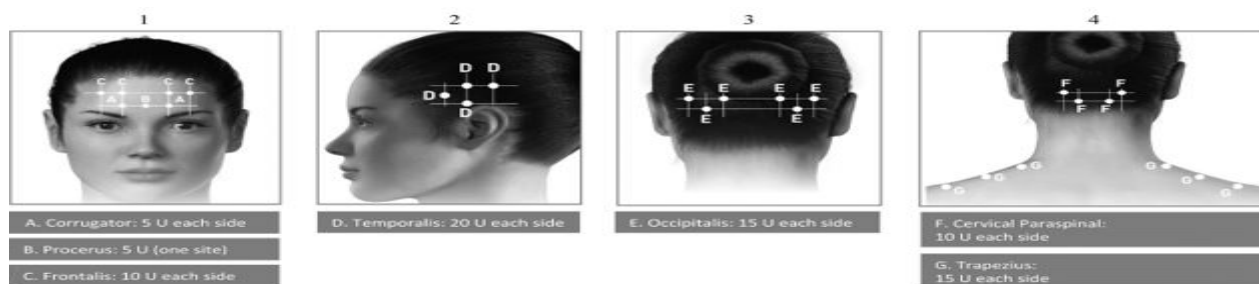 1
2
3
4
C C C C
A B A
D D
D
D
E E E E
E E
F F
F F
G G
G G
G G
A. Corrugator: 5 U each side
B. Procerus: 5 U (one site)
C. Frontalis: 10 U each side
D. Temporalis: 20 U each side
E. Occipitalis: 15 U each side
F. Cervical Paraspinal:
10 U each side
G. Trapezius:
15 U each side